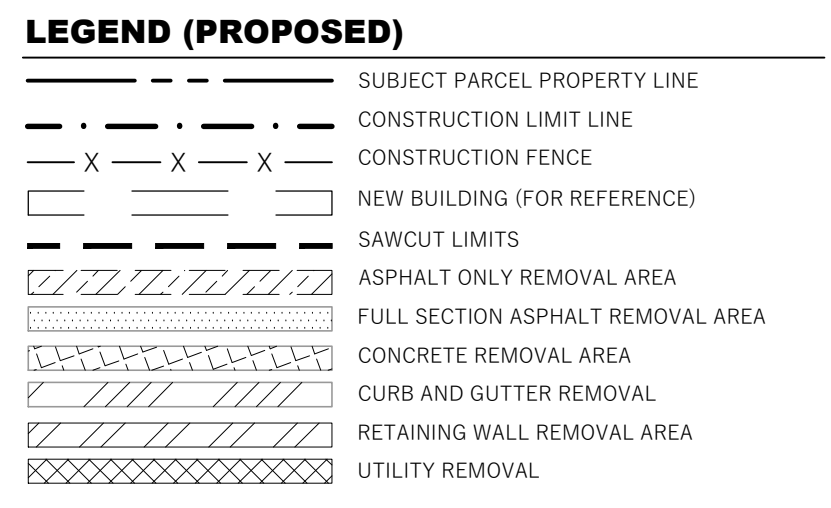 LEGEND (PROPOSED)
SUBJECT PARCEL PROPERTY LINE
CONSTRUCTION LIMIT LINE
X X X CONSTRUCTION FENCE
NEW BUILDING (FOR REFERENCE)
SAWCUT LIMITS
ASPHALT ONLY REMOVAL AREA
FULL SECTION ASPHALT REMOVAL AREA
CONCRETE REMOVAL AREA
CURB AND GUTTER REMOVAL
RETAINING WALL REMOVAL AREA
UTILITY REMOVAL